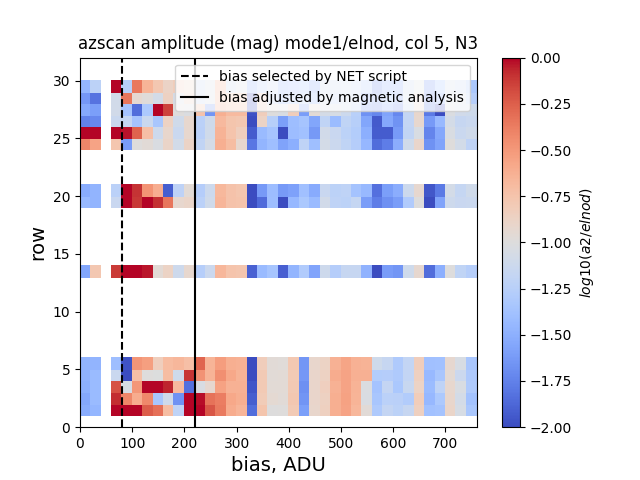 azscan amplitude (mag) mode1/elnod, col 5, N3
bias selected by NET script
bias adjusted by magnetic analysis
30
25
20
15
10
5
0
row
0 100 200 300 400 500 600 700
bias, ADU
0.00
−0.25
−0.50
−0.75
−1.00
−1.25
−1.50
−1.75
−2.00
log10(a2/elnod)